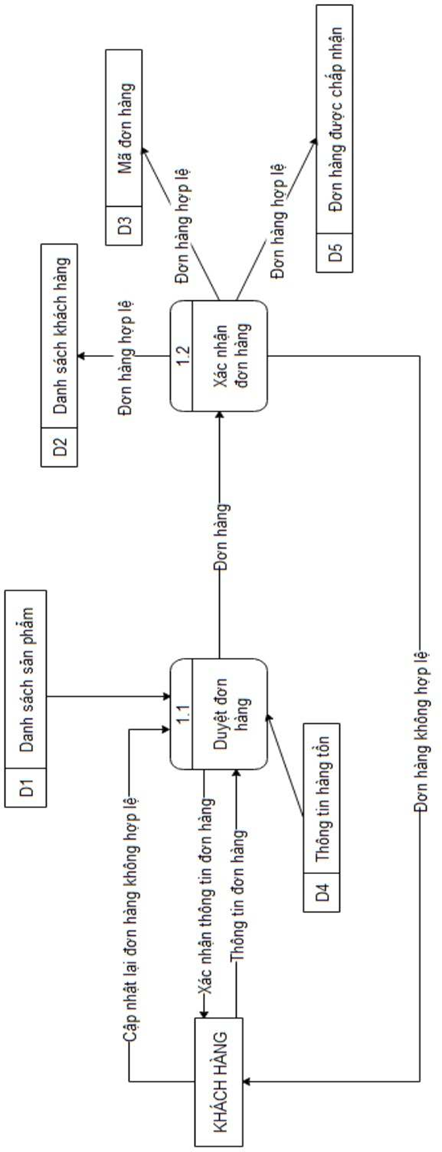 D1 Danh sách sản phẩm
D2 Danh sách khách hàng
D3 Mã đơn hàng
Cập nhật lại đơn hàng không hợp lệ
Đơn hàng hợp lệ
Đơn hàng hợp lệ
KHÁCH HÀNG
Xác nhận thông tin đơn hàng
Thông tin đơn hàng
1.1
Duyệt đơn
hàng
Đơn hàng
1.2
Xác nhận
đơn hàng
Đơn hàng hợp lệ
D4 Thông tin hàng tồn
D5 Đơn hàng được chấp nhận
Đơn hàng không hợp lệ